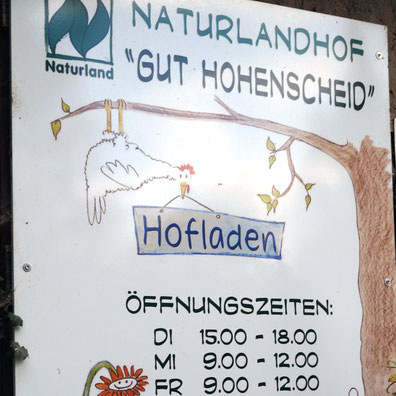 Naturland
NATURLANDHOF
"GUT HOHENSCHEID"
Hofladen
ÖFFNUNGSZEITEN:
DI 15.00 - 18.00
MI 9.00 - 12.00
FR 9.00 - 12.00